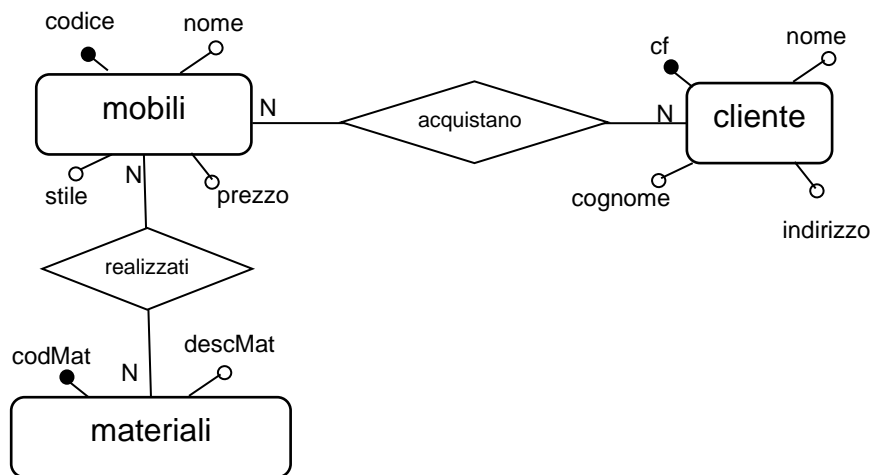 codice
nome
mobili
stile
prezzo
N
N
acquistano
N
cf
nome
cliente
cognome
indirizzo
realizzati
N
codMat
descMat
materiali